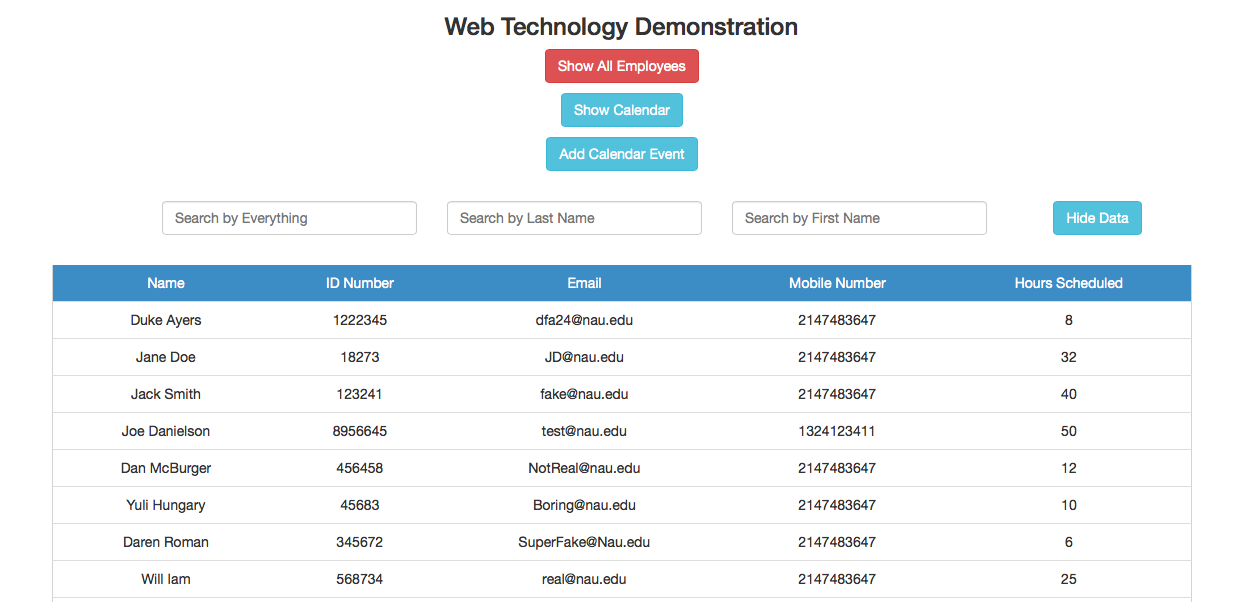 Web Technology Demonstration
Show All Employees
Show Calendar
Add Calendar Event
Search by Everything Search by Last Name Search by First Name Hide Data
Name ID Number Email Mobile Number Hours Scheduled
Duke Ayers 1222345 dfa24@nau.edu 2147483647 8
Jane Doe 18273 JD@nau.edu 2147483647 32
Jack Smith 123241 fake@nau.edu 2147483647 40
Joe Danielson 8956645 test@nau.edu 1324123411 50
Dan McBurger 456458 NotReal@nau.edu 2147483647 12
Yuli Hungary 45683 Boring@nau.edu 2147483647 10
Daren Roman 345672 SuperFake@Nau.edu 2147483647 6
Will Iam 568734 real@nau.edu 2147483647 25